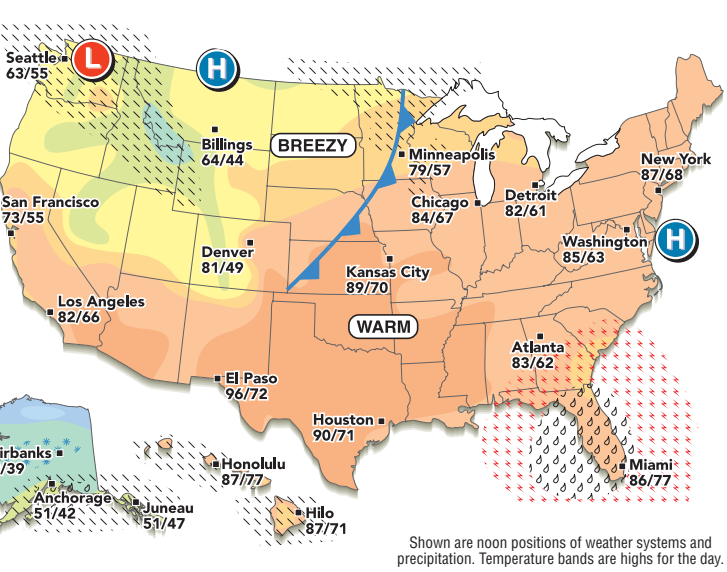 Seattle
63/55
L
H
Billings
64/44
BREEZY
Minneapolis
79/57
New York
87/68
San Francisco
73/55
Chicago
84/67
Detroit
82/61
Denver
81/49
Washington
85/63
H
Kansas City
89/70
Los Angeles
82/66
WARM
Atlanta
83/62
El Paso
96/72
Houston
90/71
irbanks
/39
Honolulu
87/77
Miami
86/77
Anchorage
51/42
Juneau
51/47
Hilo
87/71
Shown are noon positions of weather systems and
precipitation. Temperature bands are highs for the day.